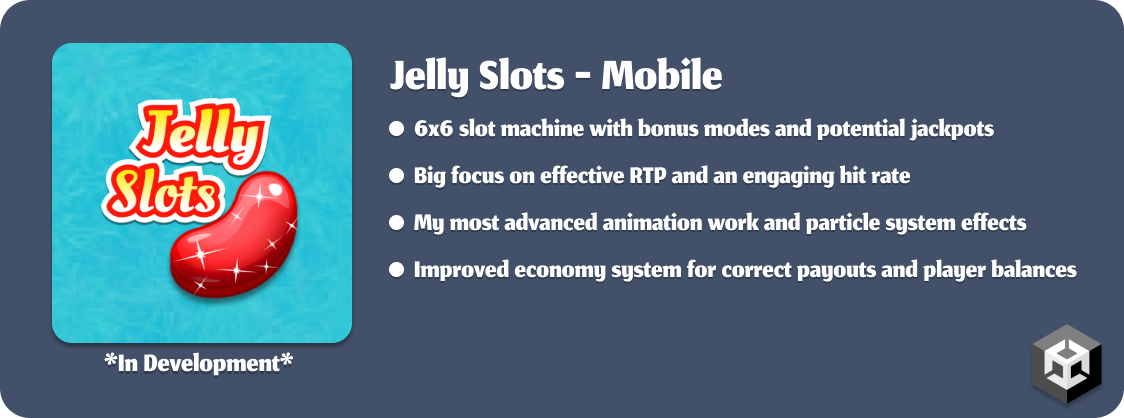 Jelly
Slots
*In Development*
Jelly Slots - Mobile
6x6 slot machine with bonus modes and potential jackpots
Big focus on effective RTP and an engaging hit rate
My most advanced animation work and particle system effects
Improved economy system for correct payouts and player balances